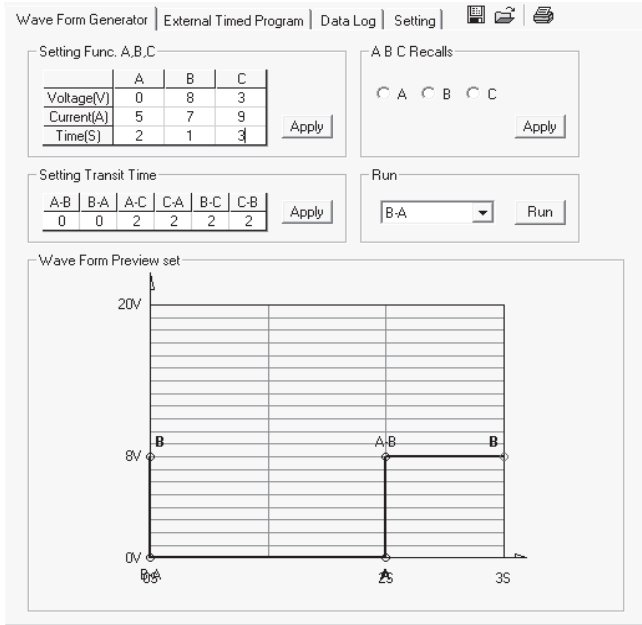 Wave Form Generator External Timed Program Data Log Setting
Setting Func. A,B,C
A B C
Voltage(V) 0 8 3
Current(A) 5 7 9
Time(S) 2 1 3
Apply
A B C Recalls
A B C
Apply
Setting Transit Time
A-B B-A A-C C-A B-C C-B
0 0 2 2 2 2
Apply
Run
B-A
Run
Wave Form Preview set
20V
B A-B B
8V
0V
B-A A
0S 2S 3S